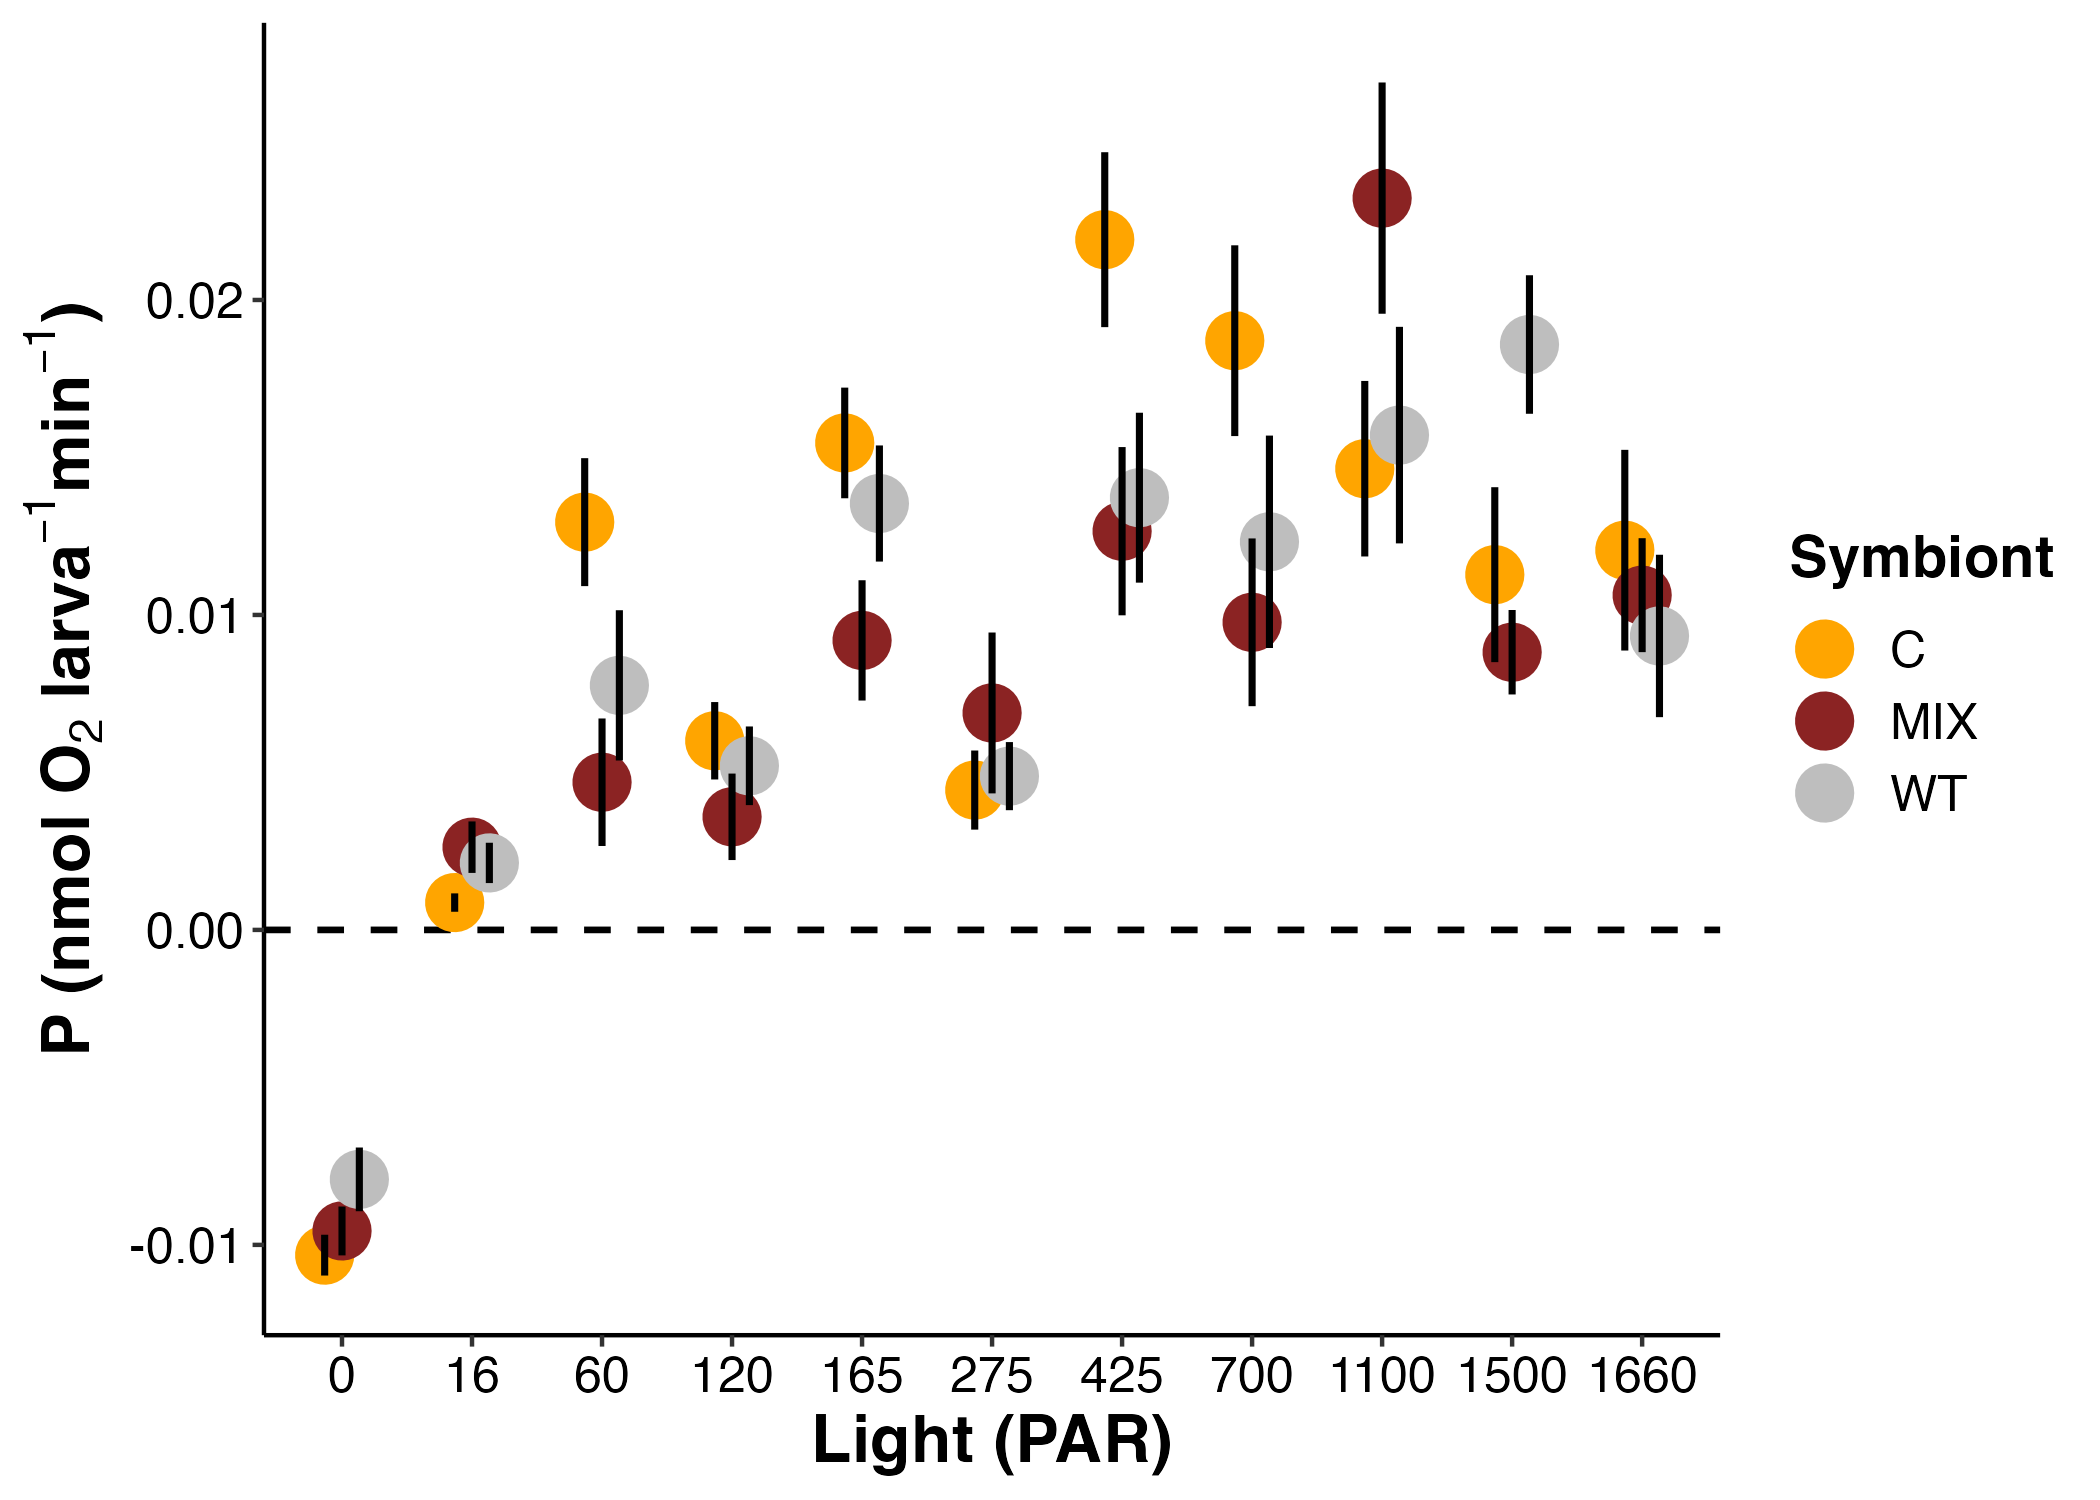 P (nmol O₂ larva⁻¹min⁻¹)
0.02
0.01
0.00
-0.01
0 16 60 120 165 275 425 700 1100 1500 1660
Light (PAR)
Symbiont
C
MIX
WT